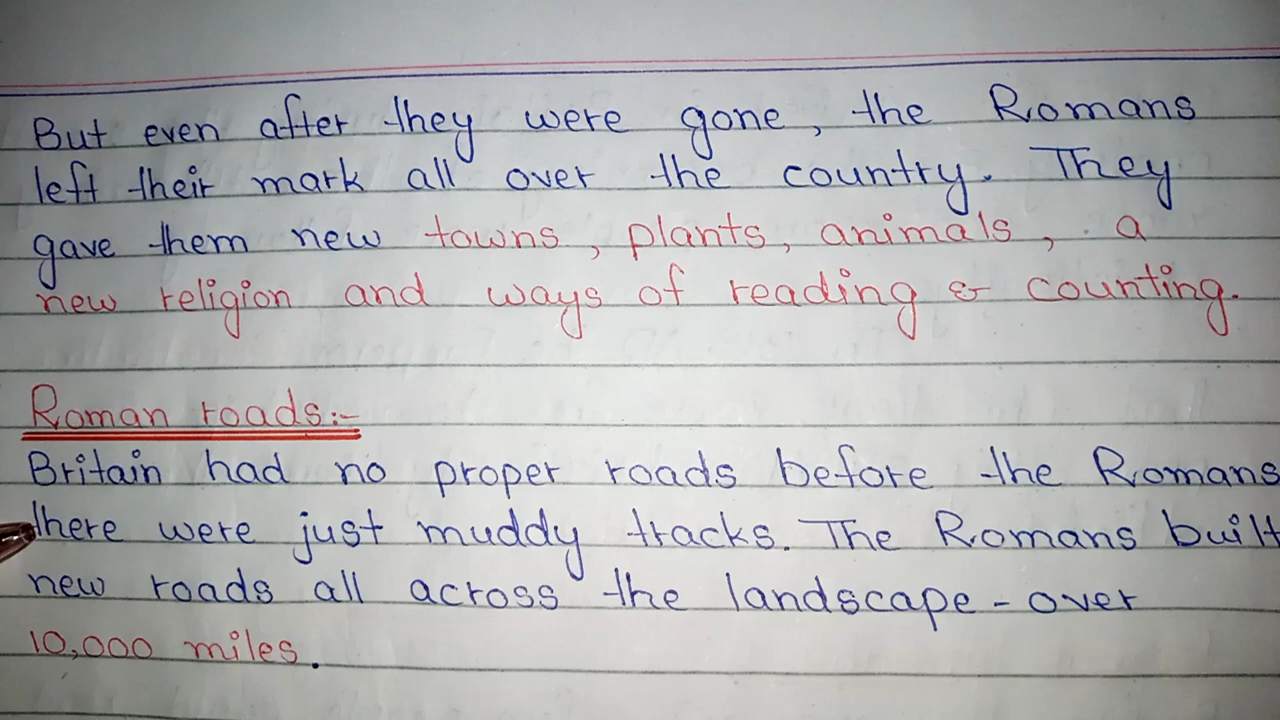 But even after they were gone, the Romans
left their mark all over the country. They
gave them new towns, plants, animals, a
new religion and ways of reading & counting.
Roman roads:-
Britain had no proper roads before the Romans
there were just muddy tracks. The Romans built
new roads all across the landscape - over
10,000 miles.